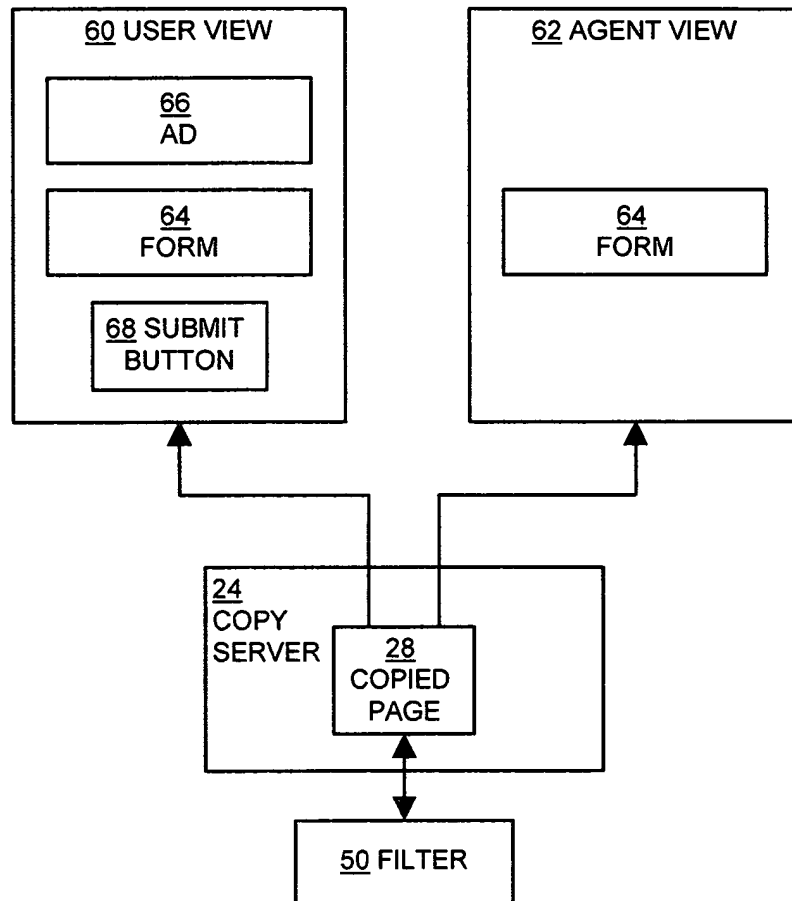 60 USER VIEW
66
AD
64
FORM
68 SUBMIT
BUTTON
62 AGENT VIEW
64
FORM
24
COPY
SERVER
28
COPIED
PAGE
50 FILTER